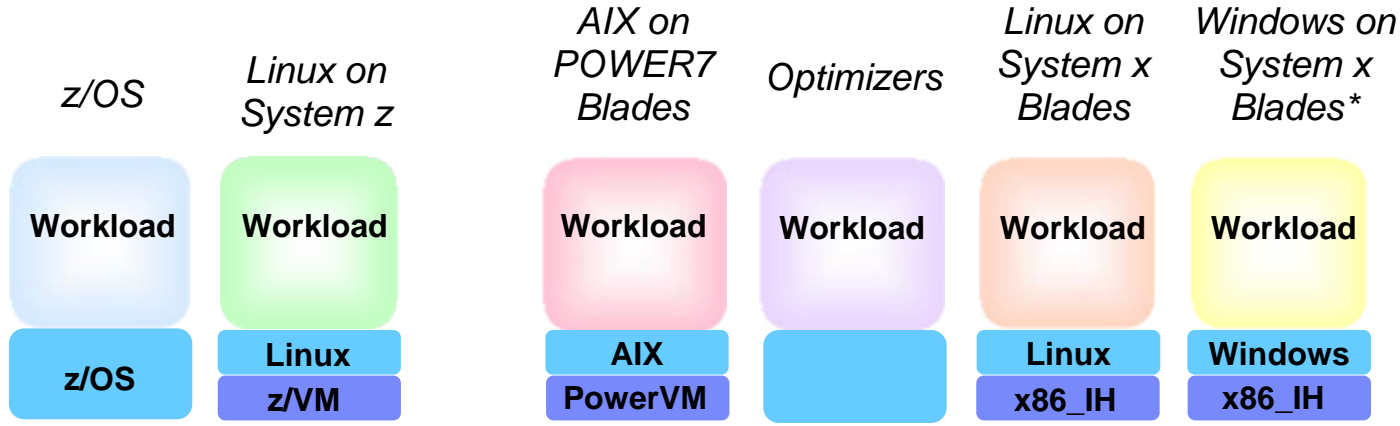 z/OS
Linux on
System z
AIX on
POWER7
Blades
Optimizers
Linux on
System x
Blades
Windows on
System x
Blades*
Workload
Workload
Workload
Workload
Workload
Workload
z/OS
Linux
z/VM
AIX
PowerVM
Linux
x86_IH
Windows
x86_IH